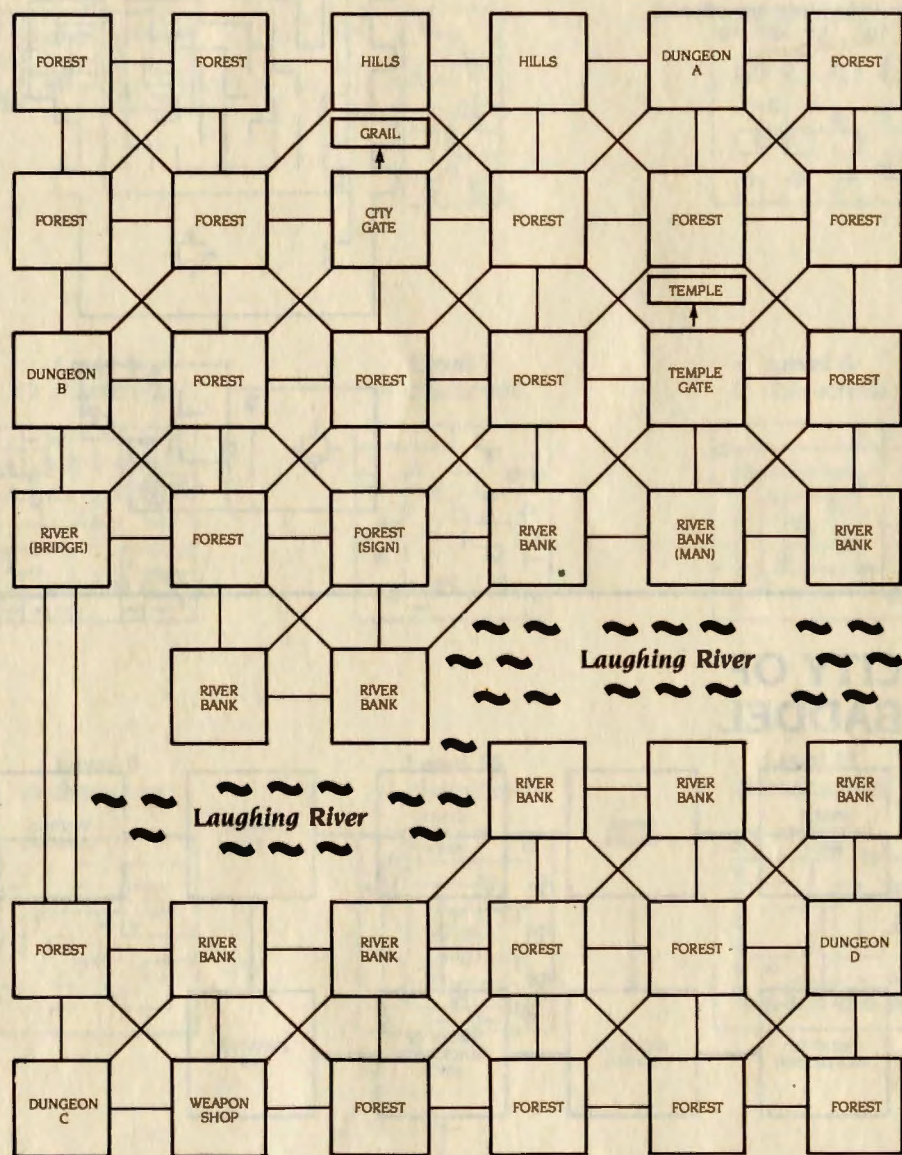 FOREST
FOREST
HILLS
HILLS
DUNGEON
A
FOREST
GRAIL
FOREST
FOREST
CITY
GATE
FOREST
FOREST
FOREST
TEMPLE
DUNGEON
B
FOREST
FOREST
FOREST
TEMPLE
GATE
FOREST
RIVER
(BRIDGE)
FOREST
FOREST
(SIGN)
RIVER
BANK
RIVER
BANK
(MAN)
RIVER
BANK
Laughing River
RIVER
BANK
RIVER
BANK
RIVER
BANK
RIVER
BANK
RIVER
BANK
Laughing River
FOREST
RIVER
BANK
RIVER
BANK
FOREST
FOREST
DUNGEON
D
DUNGEON
C
WEAPON
SHOP
FOREST
FOREST
FOREST
FOREST